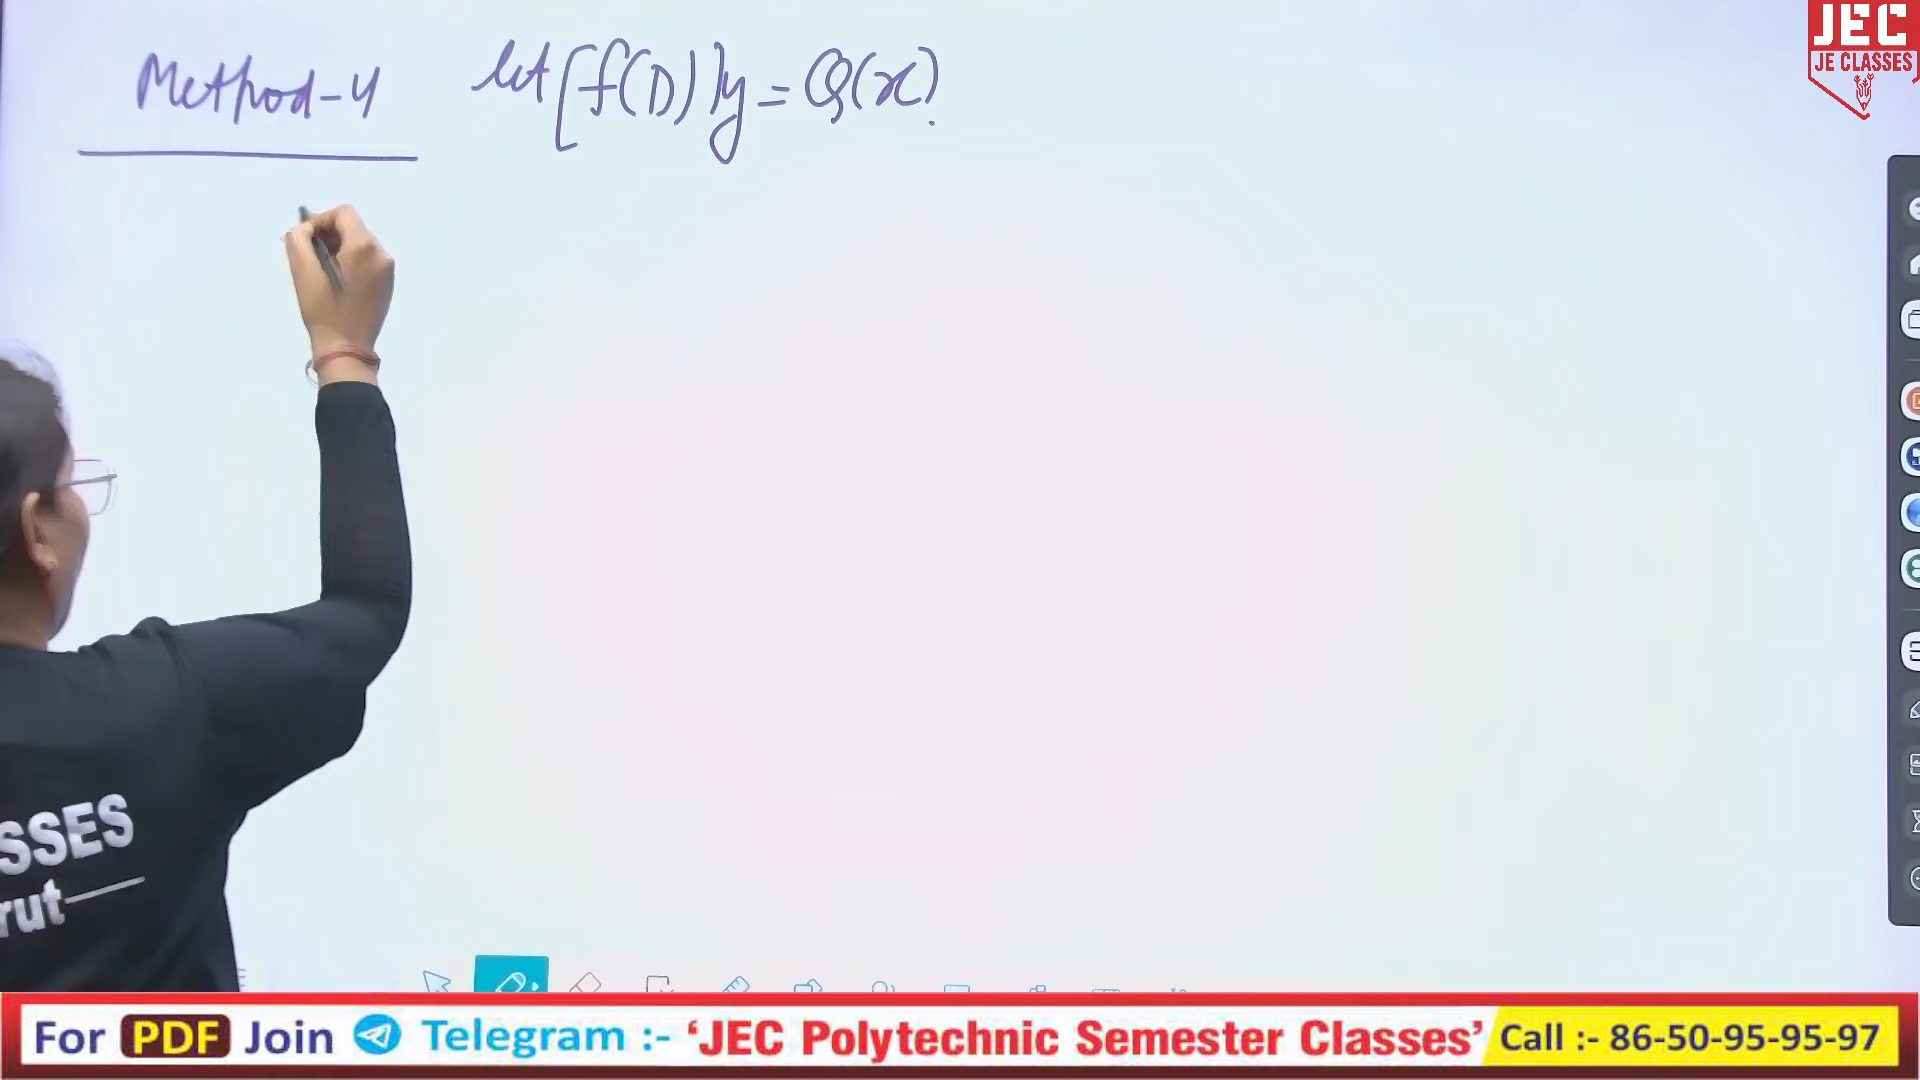 Method-4 let [f(D)]y = Q(x)
JEC
JE CLASSES
SSES
rut
For PDF Join Telegram :- ‘JEC Polytechnic Semester Classes’ Call :- 86-50-95-95-97